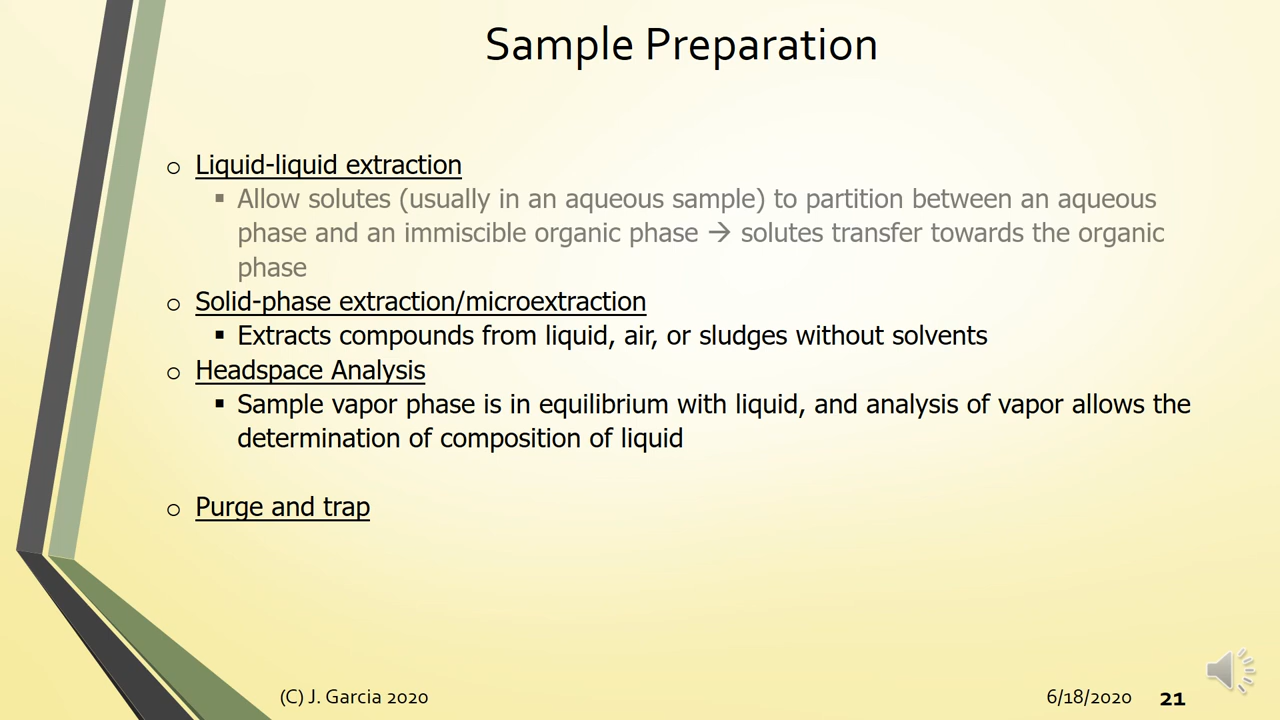 Sample Preparation
o Liquid-liquid extraction
▪ Allow solutes (usually in an aqueous sample) to partition between an aqueous
phase and an immiscible organic phase → solutes transfer towards the organic
phase
o Solid-phase extraction/microextraction
▪ Extracts compounds from liquid, air, or sludges without solvents
o Headspace Analysis
▪ Sample vapor phase is in equilibrium with liquid, and analysis of vapor allows the
determination of composition of liquid
o Purge and trap
(C) J. Garcia 2020
6/18/2020 21